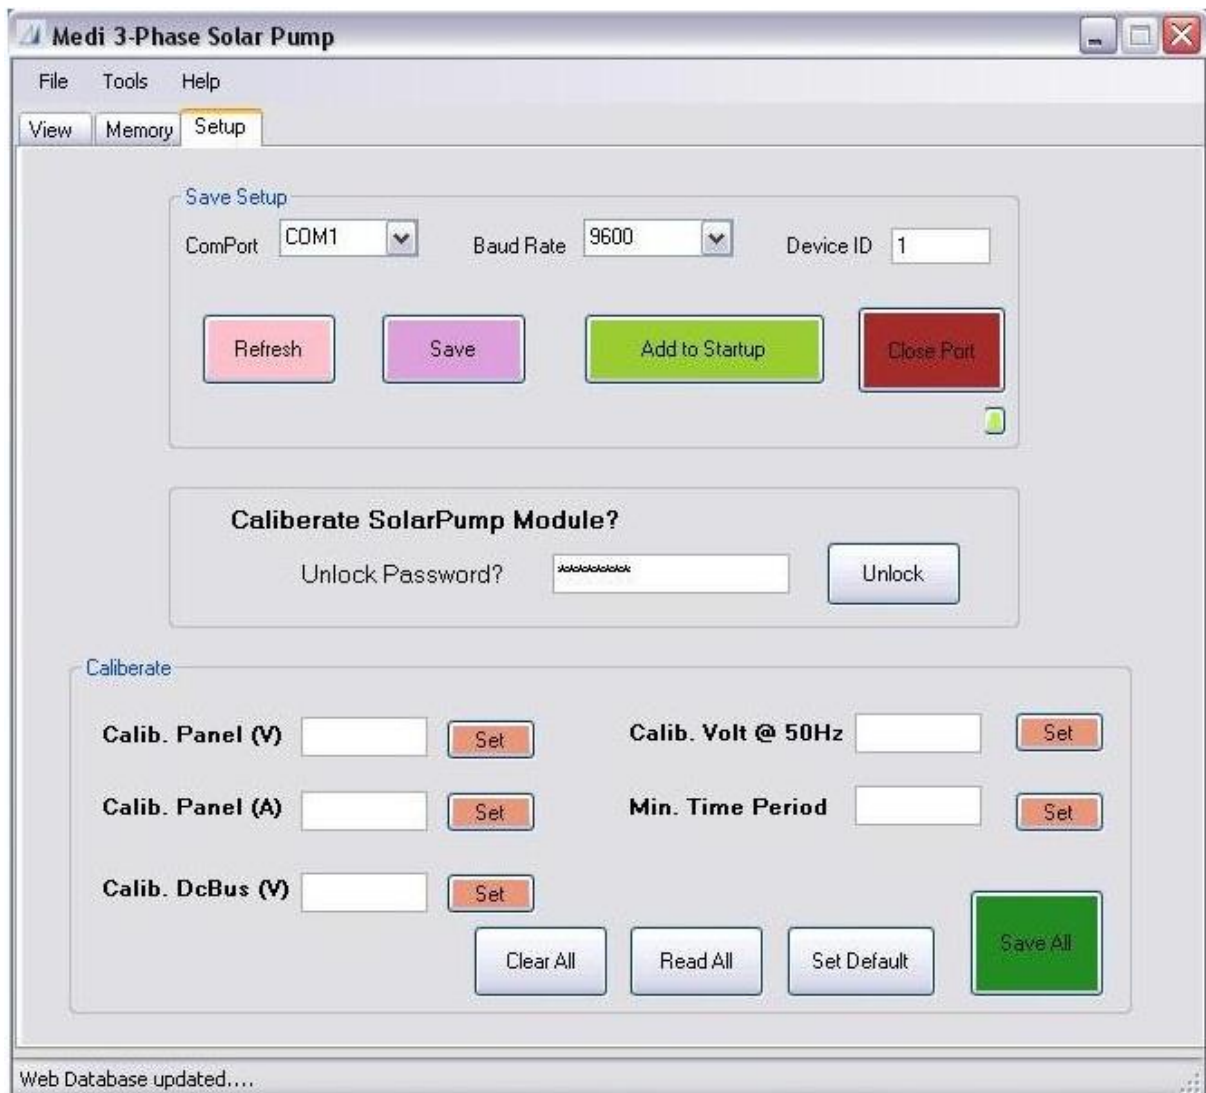 Medi 3-Phase Solar Pump
File Tools Help
View Memory Setup
Save Setup
ComPort COM1 Baud Rate 9600 Device ID 1
Refresh Save Add to Startup Close Port
Caliberate SolarPump Module?
Unlock Password? ********* Unlock
Caliberate
Calib. Panel (V) Set Calib. Volt @ 50Hz Set
Calib. Panel (A) Set Min. Time Period Set
Calib. DcBus (V) Set
Clear All Read All Set Default Save All
Web Database updated....